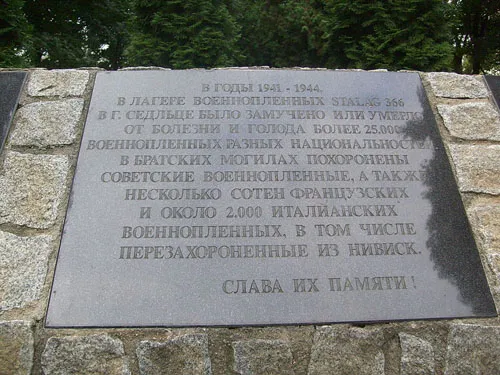 В ГОДЫ 1941 - 1944.
В ЛАГЕРЕ ВОЕННОПЛЕННЫХ STALAG 366
В Г. СЕДЛЬЦЕ БЫЛО ЗАМУЧЕНО ИЛИ УМЕРЛО
ОТ БОЛЕЗНИ И ГОЛОДА БОЛЕЕ 25.000
ВОЕННОПЛЕННЫХ РАЗНЫХ НАЦИОНАЛЬНОСТЕЙ.
В БРАТСКИХ МОГИЛАХ ПОХОРОНЕНЫ
СОВЕТСКИЕ ВОЕННОПЛЕННЫЕ, А ТАКЖЕ
НЕСКОЛЬКО СОТЕН ФРАНЦУЗСКИХ
И ОКОЛО 2.000 ИТАЛИАНСКИХ
ВОЕННОПЛЕННЫХ, В ТОМ ЧИСЛЕ
ПЕРЕЗАХОРОНЕННЫЕ ИЗ НИВИСК.
СЛАВА ИХ ПАМЯТИ!